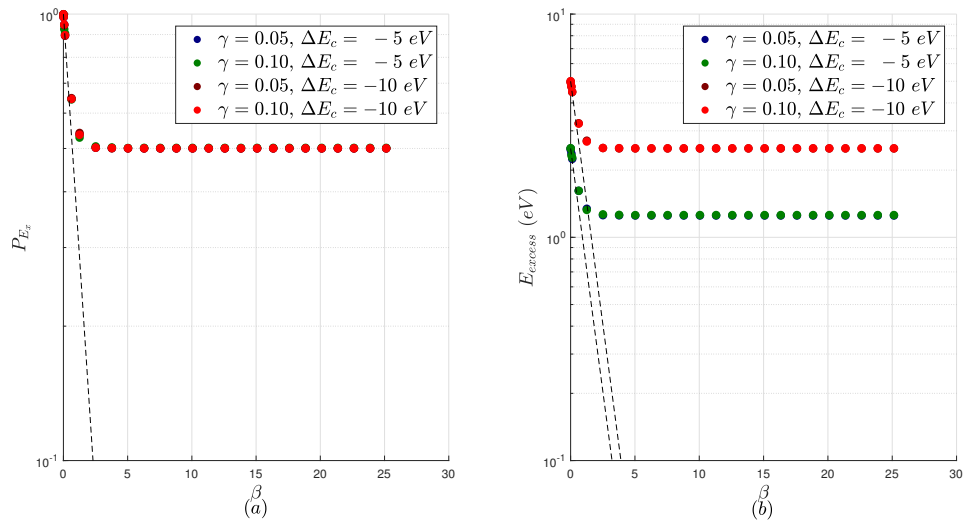 γ = 0.05, ΔE_c = − 5 eV
γ = 0.10, ΔE_c = − 5 eV
γ = 0.05, ΔE_c = −10 eV
γ = 0.10, ΔE_c = −10 eV
10^0
10^-1
P_{E_x}
0 5 10 15 20 25 30
β
(a)
γ = 0.05, ΔE_c = − 5 eV
γ = 0.10, ΔE_c = − 5 eV
γ = 0.05, ΔE_c = −10 eV
γ = 0.10, ΔE_c = −10 eV
10^1
10^0
10^-1
E_{excess} (eV)
0 5 10 15 20 25 30
β
(b)